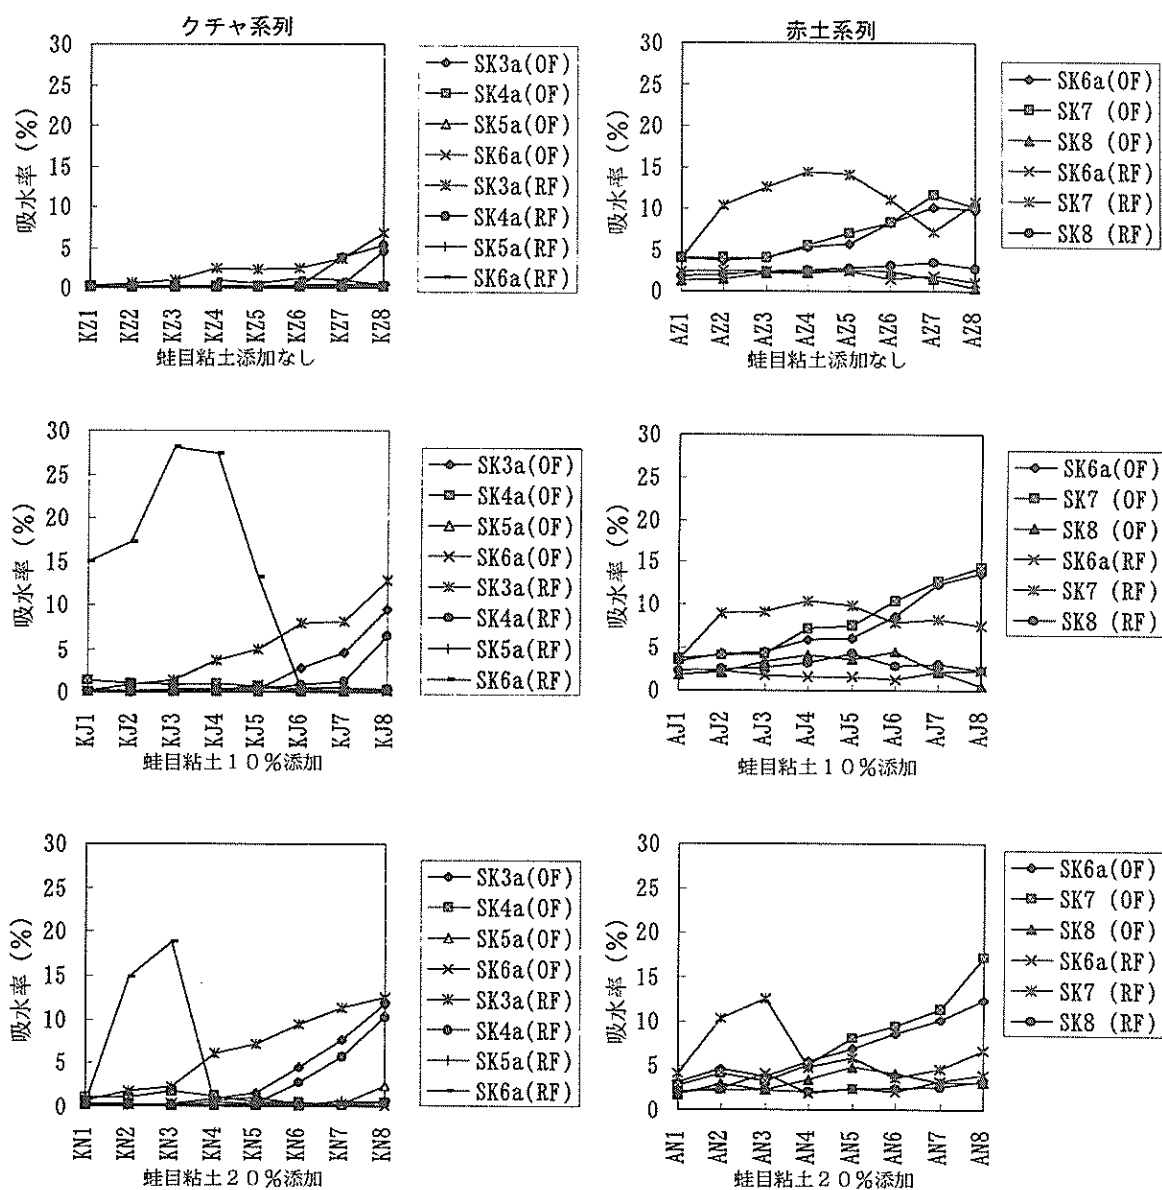 クチャ系列
30
25
20
15
10
5
0
吸水率 (%)
KZ1 KZ2 KZ3 KZ4 KZ5 KZ6 KZ7 KZ8
蛙目粘土添加なし
SK3a(OF)
SK4a(OF)
SK5a(OF)
SK6a(OF)
SK3a(RF)
SK4a(RF)
SK5a(RF)
SK6a(RF)
赤土系列
30
25
20
15
10
5
0
吸水率 (%)
AZ1 AZ2 AZ3 AZ4 AZ5 AZ6 AZ7 AZ8
蛙目粘土添加なし
SK6a(OF)
SK7 (OF)
SK8 (OF)
SK6a(RF)
SK7 (RF)
SK8 (RF)
30
25
20
15
10
5
0
吸水率 (%)
KJ1 KJ2 KJ3 KJ4 KJ5 KJ6 KJ7 KJ8
蛙目粘土10%添加
SK3a(OF)
SK4a(OF)
SK5a(OF)
SK6a(OF)
SK3a(RF)
SK4a(RF)
SK5a(RF)
SK6a(RF)
30
25
20
15
10
5
0
吸水率 (%)
AJ1 AJ2 AJ3 AJ4 AJ5 AJ6 AJ7 AJ8
蛙目粘土10%添加
SK6a(OF)
SK7 (OF)
SK8 (OF)
SK6a(RF)
SK7 (RF)
SK8 (RF)
30
25
20
15
10
5
0
吸水率 (%)
KN1 KN2 KN3 KN4 KN5 KN6 KN7 KN8
蛙目粘土20%添加
SK3a(OF)
SK4a(OF)
SK5a(OF)
SK6a(OF)
SK3a(RF)
SK4a(RF)
SK5a(RF)
SK6a(RF)
30
25
20
15
10
5
0
吸水率 (%)
AN1 AN2 AN3 AN4 AN5 AN6 AN7 AN8
蛙目粘土20%添加
SK6a(OF)
SK7 (OF)
SK8 (OF)
SK6a(RF)
SK7 (RF)
SK8 (RF)